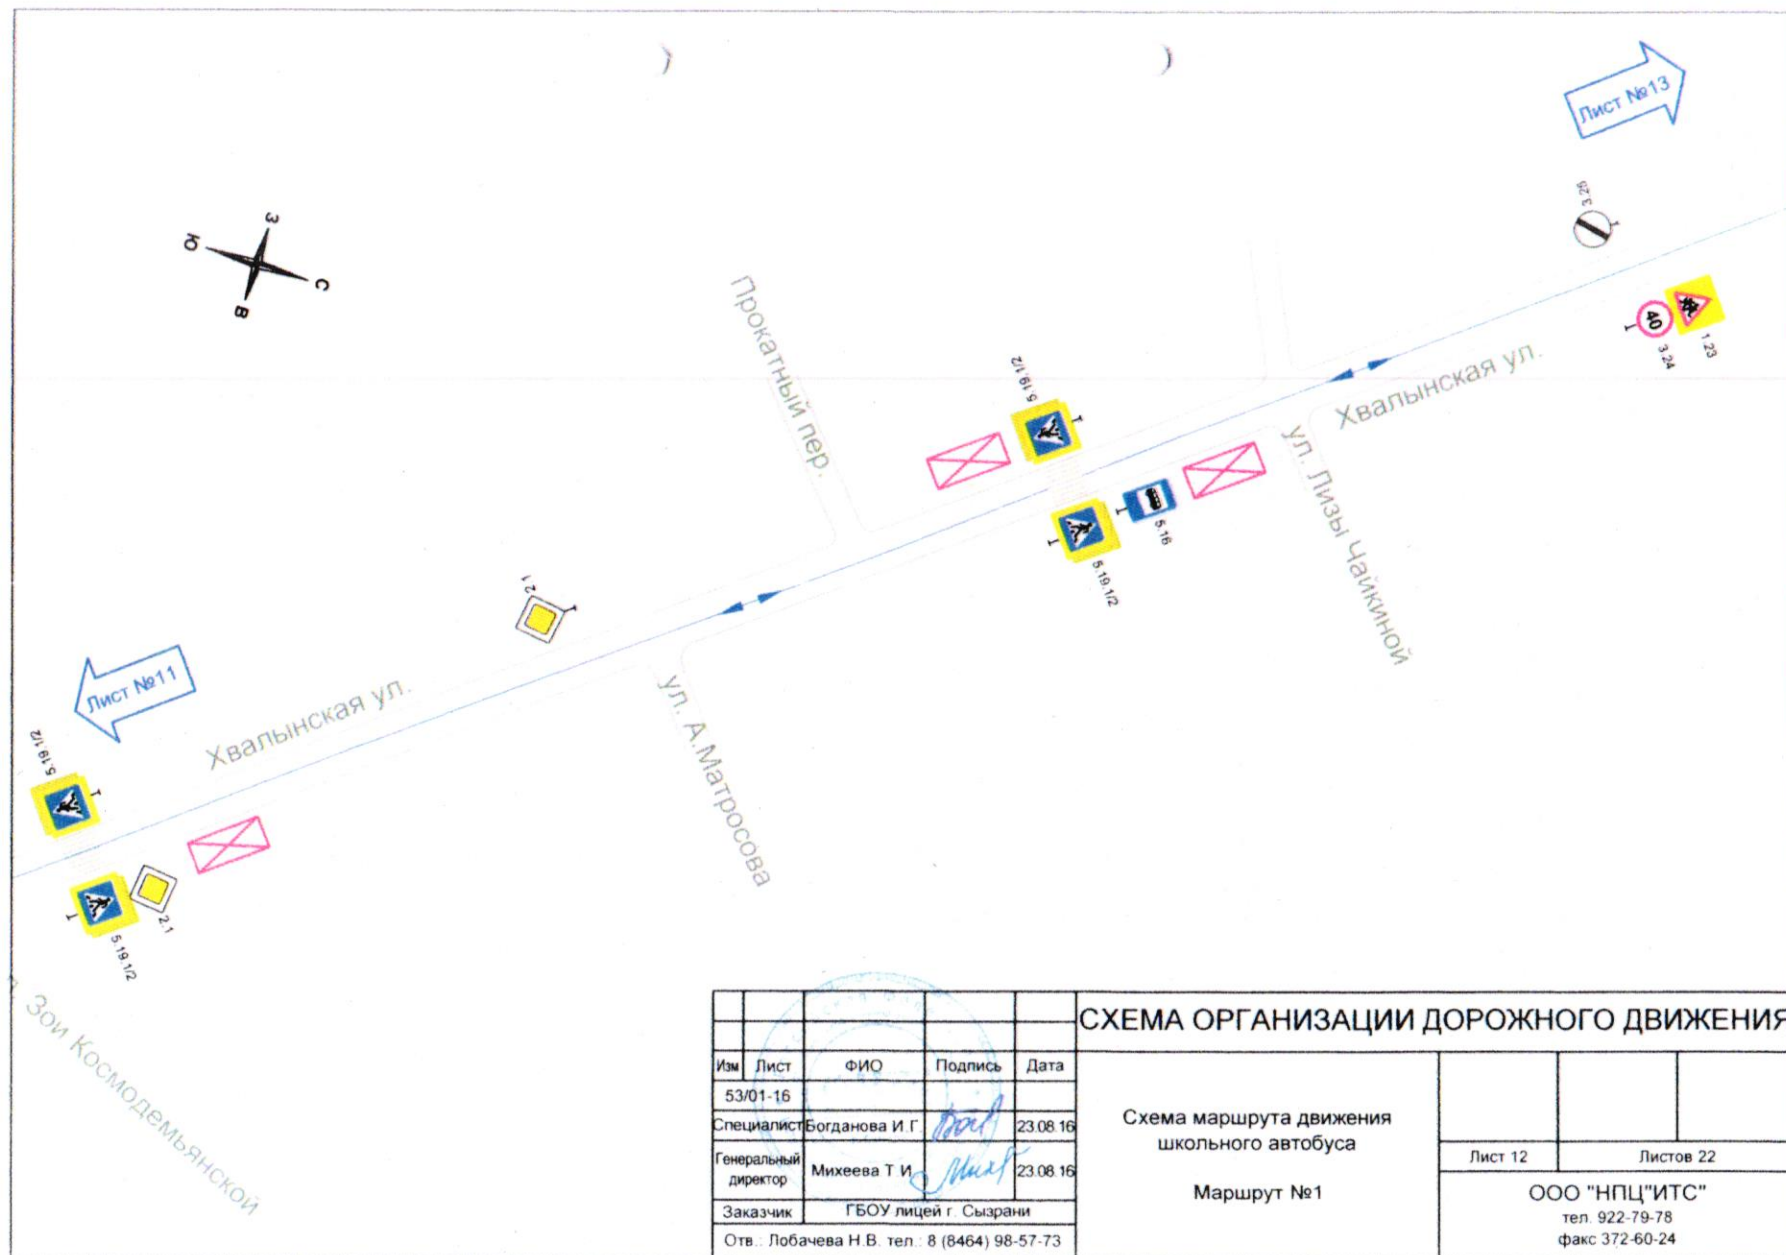 Лист №13
З
Ю
С
В
3.25
Прокатный пер.
5.19.1/2
40
3.24
1.23
Хвалынская ул.
5.16
5.19.1/2
ул. Лизы Чайкиной
2.1
Лист №11
Хвалынская ул.
ул. А.Матросова
5.19.1/2
2.1
5.19.1/2
Зои Космодемьянской
СХЕМА ОРГАНИЗАЦИИ ДОРОЖНОГО ДВИЖЕНИЯ
Изм Лист ФИО Подпись Дата
53/01-16
Специалист Богданова И.Г. 23.08.16
Генеральный
директор Михеева Т И 23.08.16
Заказчик ГБОУ лицей г. Сызрани
Отв.: Лобачева Н.В. тел.: 8 (8464) 98-57-73
Схема маршрута движения
школьного автобуса
Маршрут №1
Лист 12 Листов 22
ООО "НПЦ"ИТС"
тел. 922-79-78
факс 372-60-24